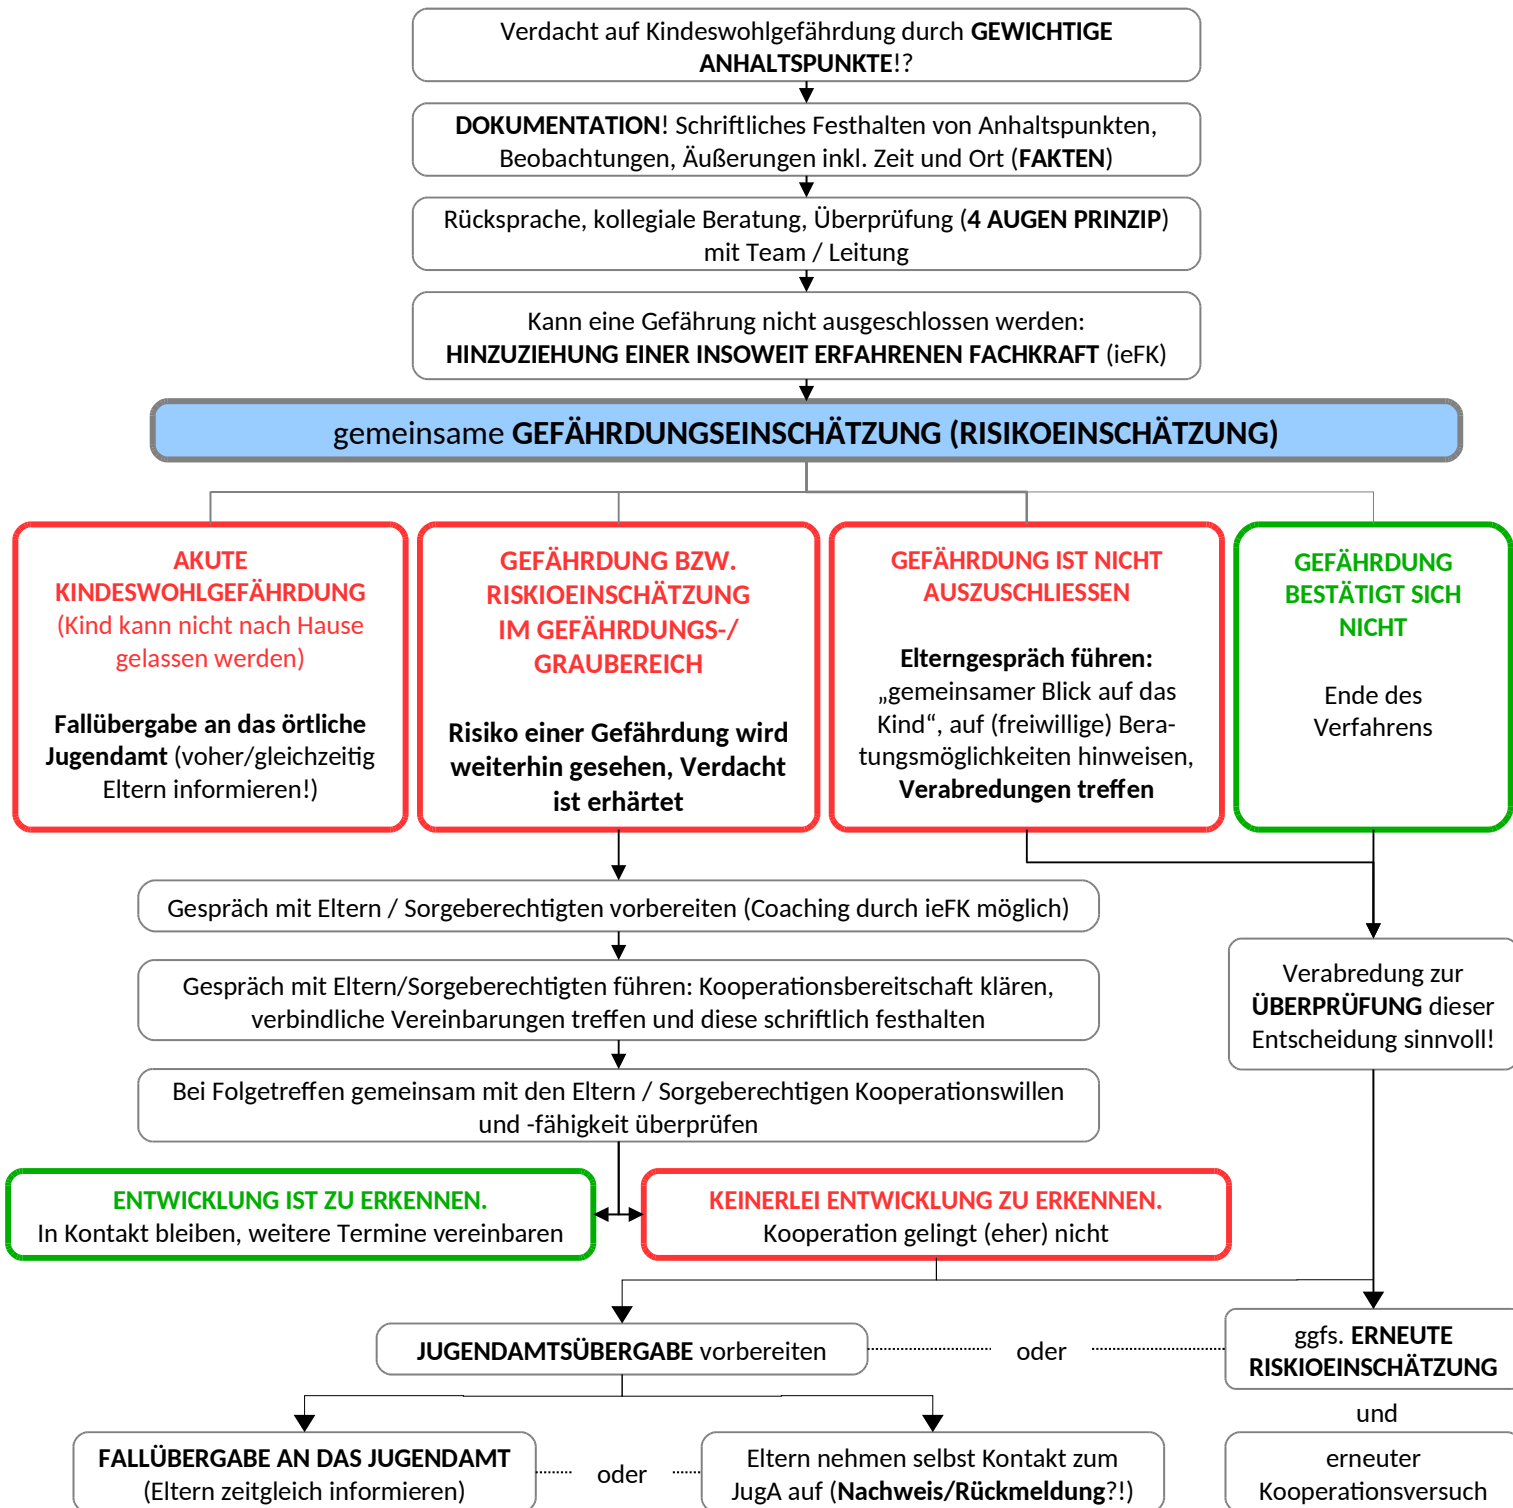 Verdacht auf Kindeswohlgefährdung durch GEWICHTIGE
ANHALTSPUNKTE!?
DOKUMENTATION! Schriftliches Festhalten von Anhaltspunkten,
Beobachtungen, Äußerungen inkl. Zeit und Ort (FAKTEN)
Rücksprache, kollegiale Beratung, Überprüfung (4 AUGEN PRINZIP)
mit Team / Leitung
Kann eine Gefährung nicht ausgeschlossen werden:
HINZUZIEHUNG EINER INSOWEIT ERFAHRENEN FACHKRAFT (ieFK)
gemeinsame GEFÄHRDUNGSEINSCHÄTZUNG (RISIKOEINSCHÄTZUNG)
AKUTE
KINDESWOHLGEFÄHRDUNG
(Kind kann nicht nach Hause
gelassen werden)
Fallübergabe an das örtliche
Jugendamt (voher/gleichzeitig
Eltern informieren!)
GEFÄHRDUNG BZW.
RISKIOEINSCHÄTZUNG
IM GEFÄHRDUNGS-/
GRAUBEREICH
Risiko einer Gefährdung wird
weiterhin gesehen, Verdacht
ist erhärtet
GEFÄHRDUNG IST NICHT
AUSZUSCHLIESSEN
Elterngespräch führen:
„gemeinsamer Blick auf das
Kind“, auf (freiwillige) Bera-
tungsmöglichkeiten hinweisen,
Verabredungen treffen
GEFÄHRDUNG
BESTÄTIGT SICH
NICHT
Ende des
Verfahrens
Gespräch mit Eltern / Sorgeberechtigten vorbereiten (Coaching durch ieFK möglich)
Gespräch mit Eltern/Sorgeberechtigten führen: Kooperationsbereitschaft klären,
verbindliche Vereinbarungen treffen und diese schriftlich festhalten
Verabredung zur
ÜBERPRÜFUNG dieser
Entscheidung sinnvoll!
Bei Folgetreffen gemeinsam mit den Eltern / Sorgeberechtigen Kooperationswillen
und -fähigkeit überprüfen
ENTWICKLUNG IST ZU ERKENNEN.
In Kontakt bleiben, weitere Termine vereinbaren
KEINERLEI ENTWICKLUNG ZU ERKENNEN.
Kooperation gelingt (eher) nicht
JUGENDAMTSÜBERGABE vorbereiten
oder
ggfs. ERNEUTE
RISKIOEINSCHÄTZUNG
und
FALLÜBERGABE AN DAS JUGENDAMT
(Eltern zeitgleich informieren)
oder
Eltern nehmen selbst Kontakt zum
JugA auf (Nachweis/Rückmeldung?!)
erneuter
Kooperationsversuch